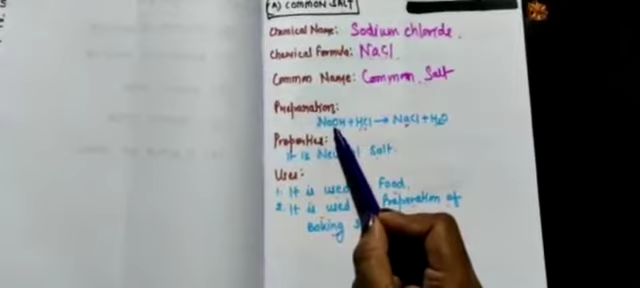 A) COMMON SALT
Chemical Name: Sodium chloride.
Chemical Formula: NaCl
Common Name: Common Salt
Preparation:
NaOH + HCl → NaCl + H2O
Properties:
It is Salt.
Uses:
1. It is used Food.
2. It is used Preparation of
Baking